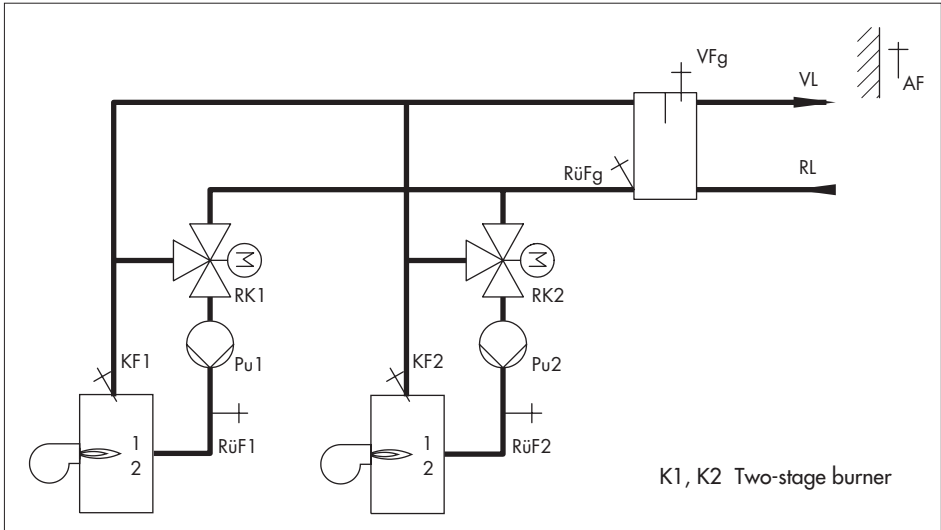 VFg
VL
AF
RüFg
RL
M
RK1
M
RK2
KF1
Pu1
KF2
Pu2
RüF1
1
2
RüF2
1
2
K1, K2 Two-stage burner